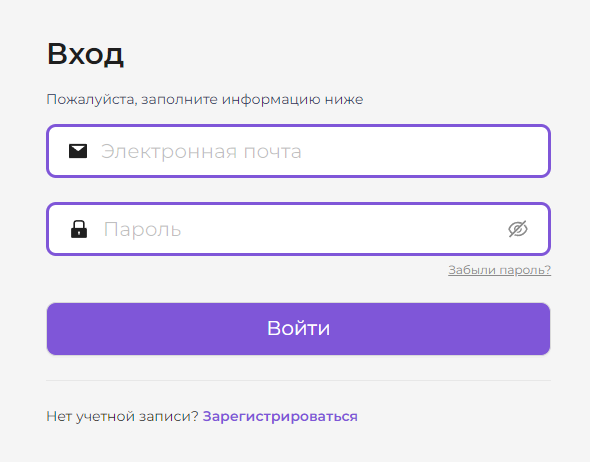 Вход
Пожалуйста, заполните информацию ниже
Электронная почта
Пароль
Забыли пароль?
Войти
Нет учетной записи? Зарегистрироваться